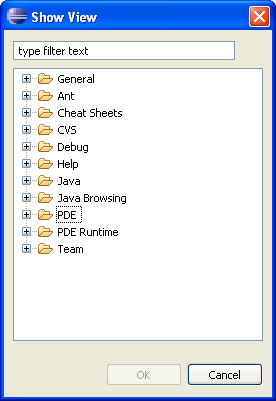 Show View
type filter text
General
Ant
Cheat Sheets
CVS
Debug
Help
Java
Java Browsing
PDE
PDE Runtime
Team
OK
Cancel